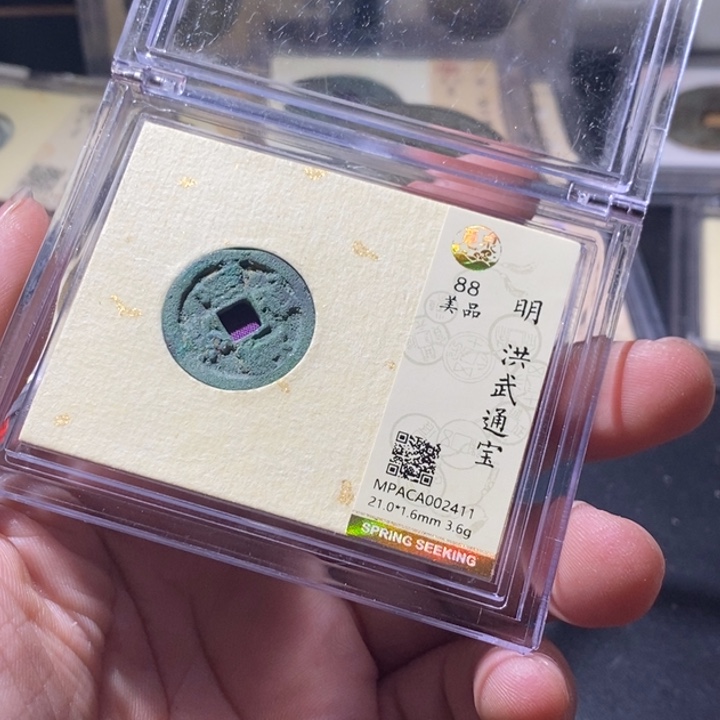 88
美品
明 洪武通宝
MPACA002411
21.0*1.6mm 3.6g
SPRING SEEKING